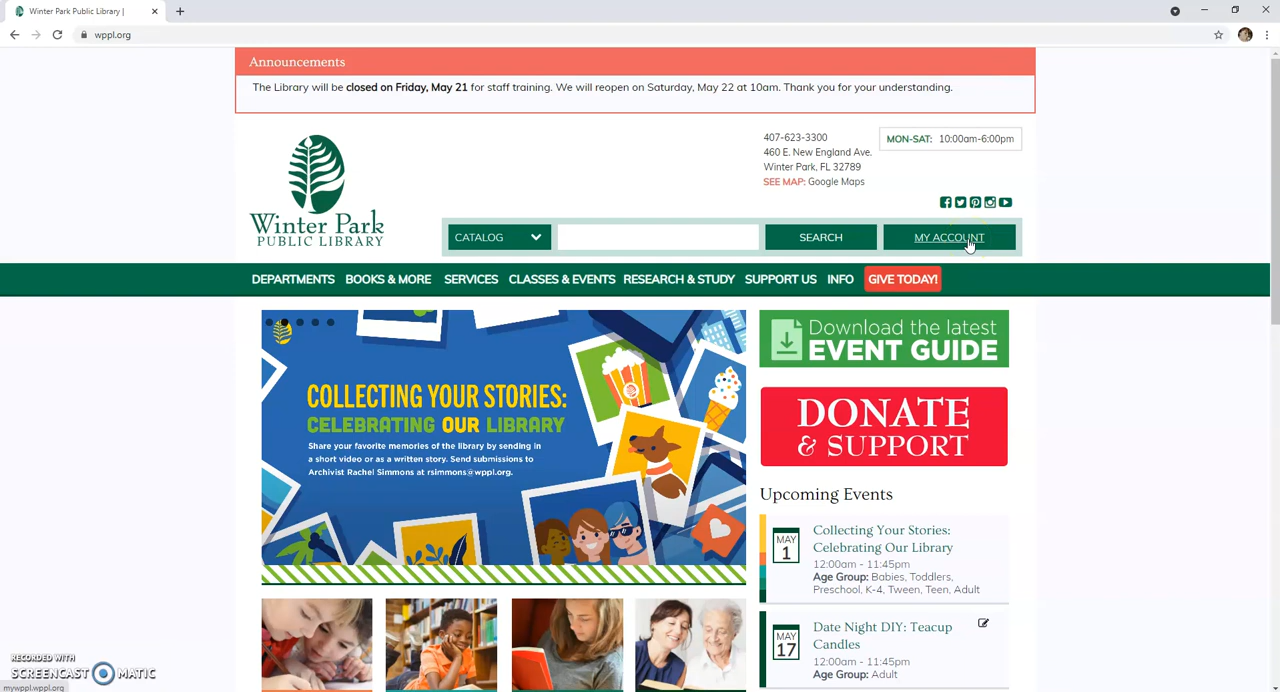 Winter Park Public Library |
wppl.org
Announcements
The Library will be closed on Friday, May 21 for staff training. We will reopen on Saturday, May 22 at 10am. Thank you for your understanding.
Winter Park
PUBLIC LIBRARY
407-623-3300
460 E. New England Ave.
Winter Park, FL 32789
SEE MAP: Google Maps
MON-SAT: 10:00am-6:00pm
CATALOG
SEARCH
MY ACCOUNT
DEPARTMENTS BOOKS & MORE SERVICES CLASSES & EVENTS RESEARCH & STUDY SUPPORT US INFO GIVE TODAY!
COLLECTING YOUR STORIES:
CELEBRATING OUR LIBRARY
Share your favorite memories of the library by sending in
a short video or as a written story. Send submissions to
Archivist Rachel Simmons at rsimmons@wppl.org.
Download the latest
EVENT GUIDE
DONATE
& SUPPORT
Upcoming Events
MAY
1
Collecting Your Stories:
Celebrating Our Library
12:00am - 11:45pm
Age Group: Babies, Toddlers,
Preschool, K-4, Tween, Teen, Adult
MAY
17
Date Night DIY: Teacup
Candles
12:00am - 11:45pm
Age Group: Adult
RECORDED WITH
SCREENCAST MATIC
mywppl.wppl.org